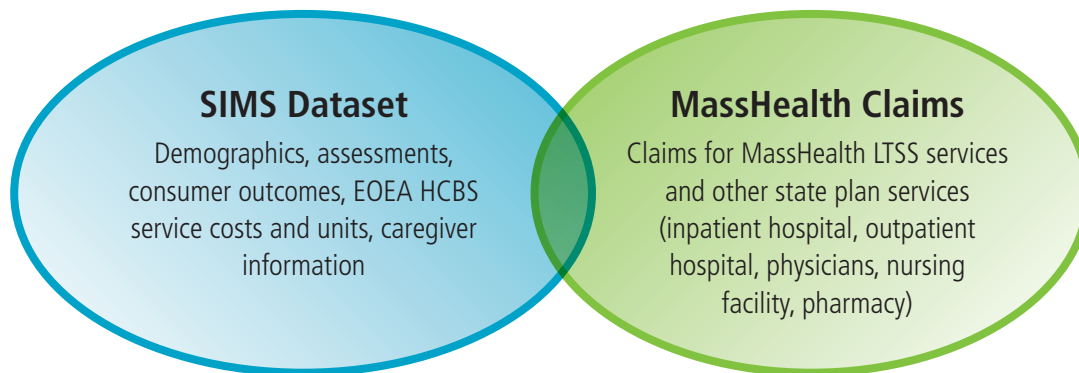 SIMS Dataset
Demographics, assessments,
consumer outcomes, EOEA HCBS
service costs and units, caregiver
information
MassHealth Claims
Claims for MassHealth LTSS services
and other state plan services
(inpatient hospital, outpatient
hospital, physicians, nursing
facility, pharmacy)